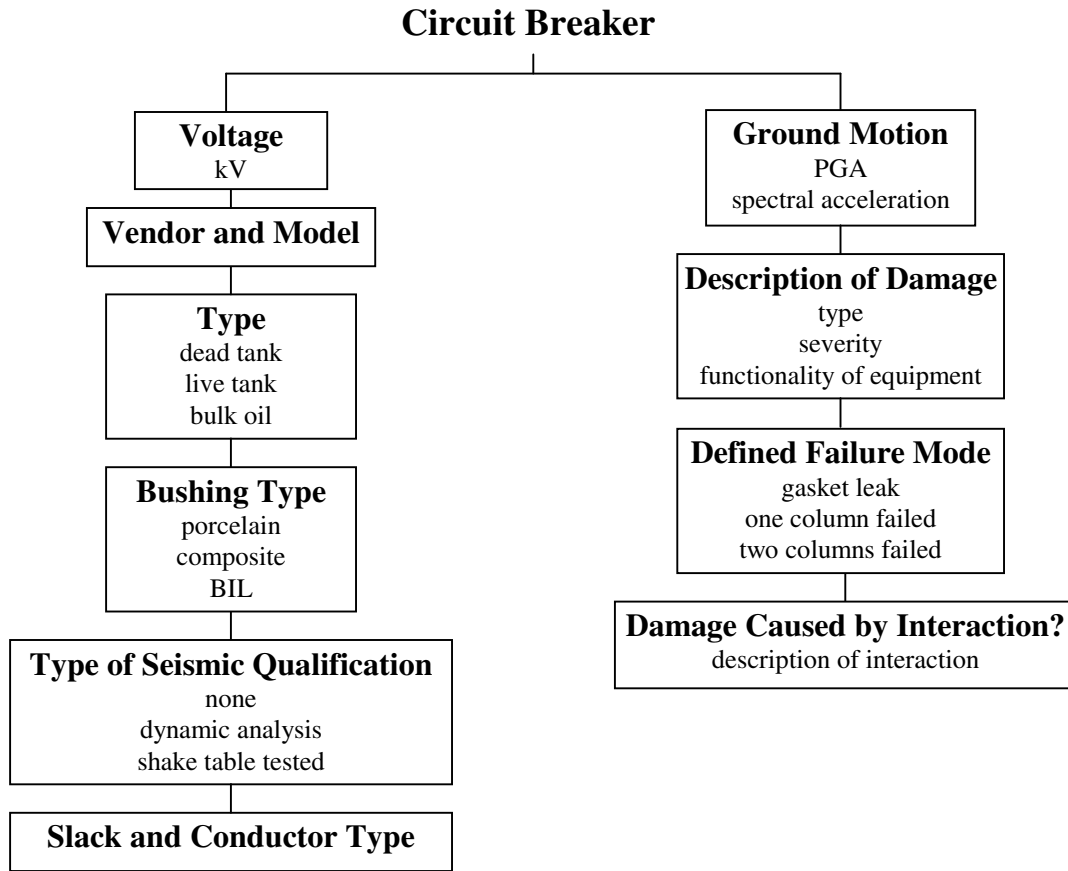 Circuit Breaker
Voltage
kV
Vendor and Model
Type
dead tank
live tank
bulk oil
Bushing Type
porcelain
composite
BIL
Type of Seismic Qualification
none
dynamic analysis
shake table tested
Slack and Conductor Type
Ground Motion
PGA
spectral acceleration
Description of Damage
type
severity
functionality of equipment
Defined Failure Mode
gasket leak
one column failed
two columns failed
Damage Caused by Interaction?
description of interaction